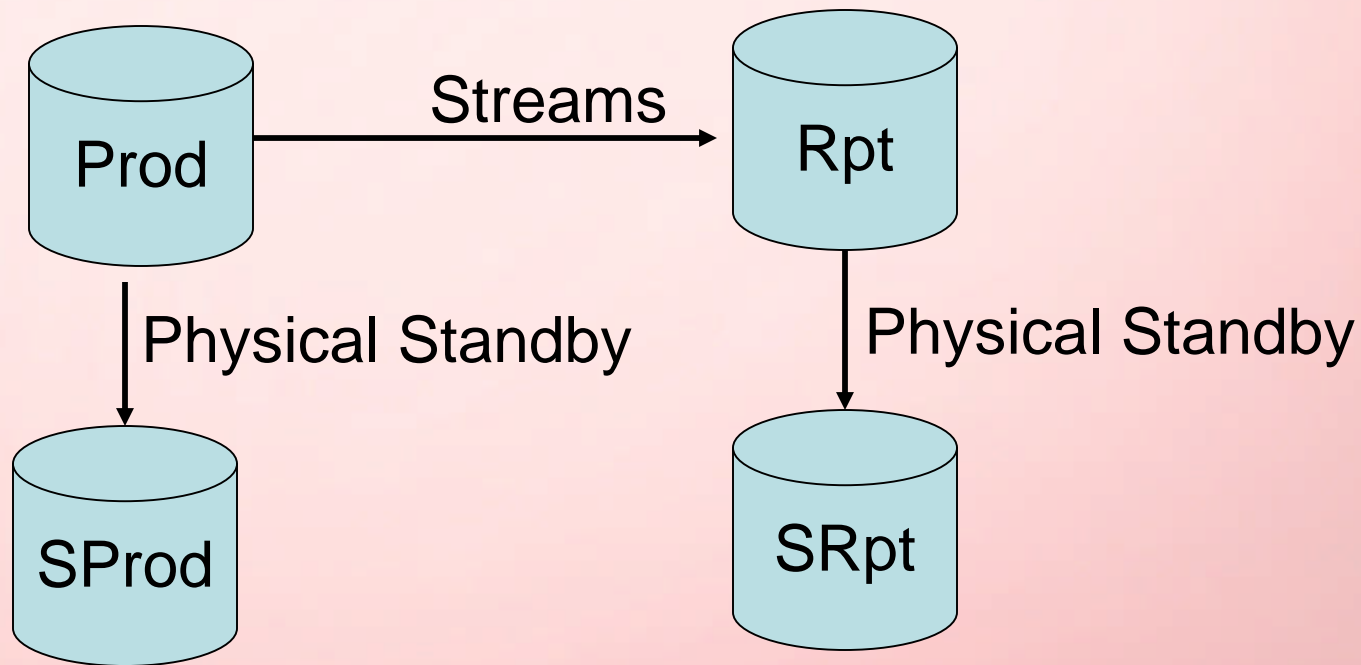 Streams
Prod
Rpt
Physical Standby
Physical Standby
SProd
SRpt